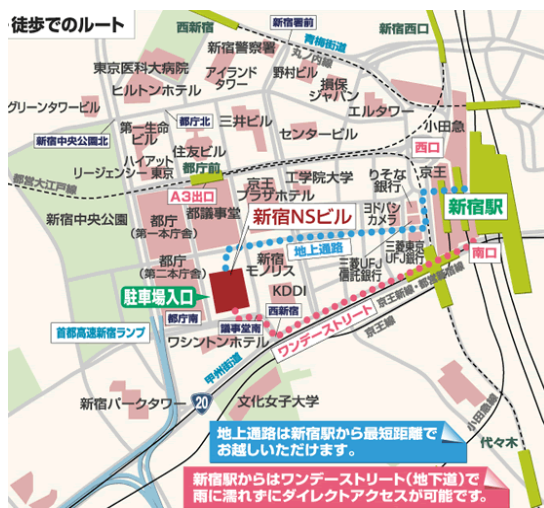 徒歩でのルート
新宿署前
西新宿
新宿西口
青梅街道
丸ノ内線
新宿警察署
東京医科大病院
アイランド
タワー
野村ビル
ヒルトンホテル
損保
ジャパン
グリーンタワービル
エルタワー
小田急
都庁北
三井ビル
第一生命
ビル
センタービル
新宿中央公園北
住友ビル
ハイアット
リージェンシー東京
都庁前
西口
都営大江戸線
A3出口
京王
プラザホテル
工学院大学
りそな
銀行
京王
新宿駅
新宿中央公園
都議事堂
都庁
(第一本庁舎)
新宿NSビル
ヨドバシ
カメラ
地上通路
三菱東京
UFJ銀行
南口
都庁
(第二本庁舎)
新宿
モノリス
三菱UFJ
信託銀行
駐車場入口
KDDI
京王新線・都営新宿線
都庁南
議事堂南
西新宿
京王線
首都高速新宿ランプ
ワシントンホテル
ワンデーストリート
甲州街道
新宿パークタワー
20
文化女子大学
小田急線
代々木
地上通路は新宿駅から最短距離で
お越しいただけます。
新宿駅からはワンデーストリート(地下道)で
雨に濡れずにダイレクトアクセスが可能です。